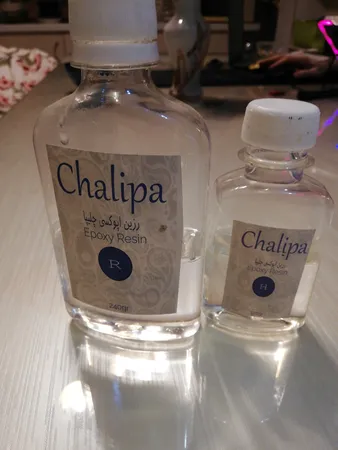 Chalipa
رزین اپوکسی چلیپا
Epoxy Resin
R
240gr
Chalipa
رزین اپوکسی چلیپا
Epoxy Resin
H